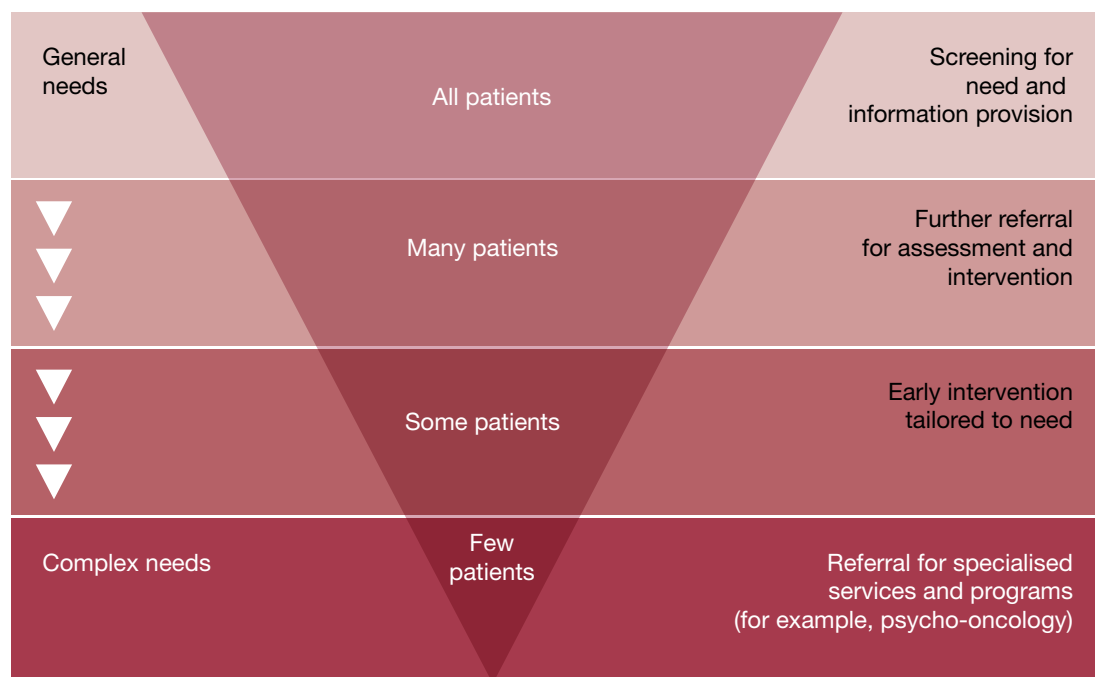 General
needs
All patients
Screening for
need and
information provision
Many patients
Further referral
for assessment and
intervention
Some patients
Early intervention
tailored to need
Complex needs
Few
patients
Referral for specialised
services and programs
(for example, psycho-oncology)